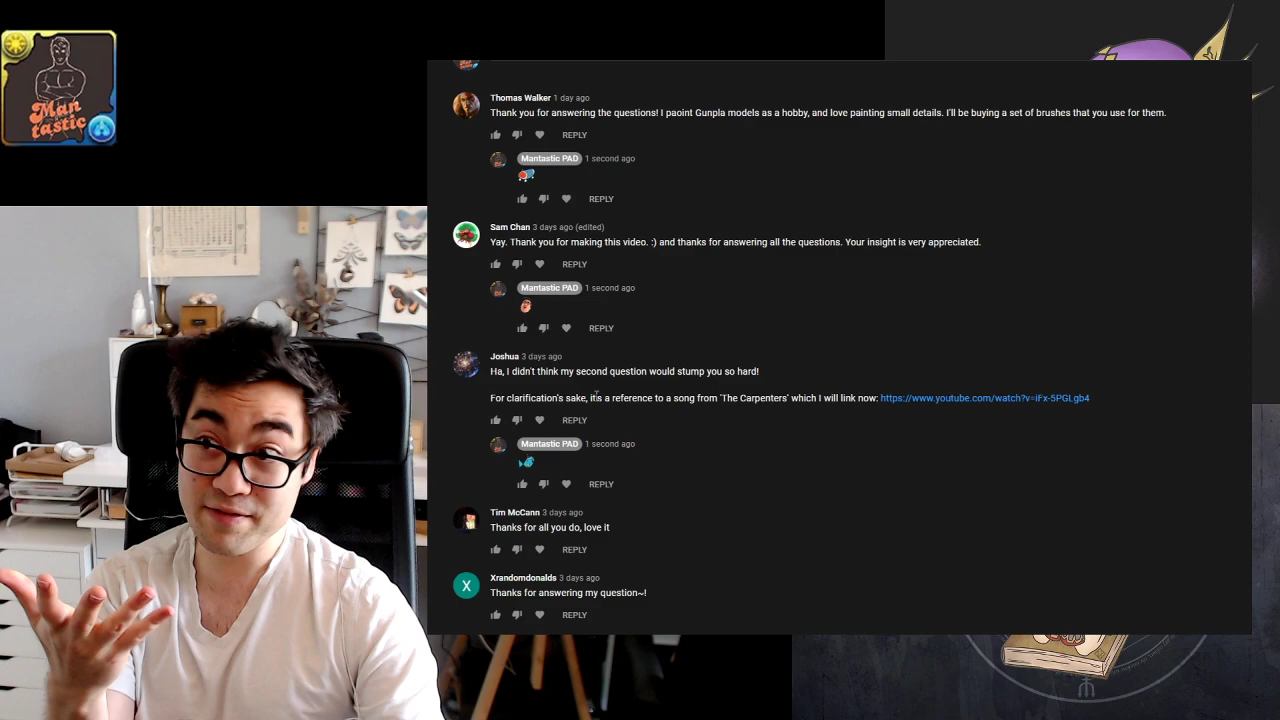 Man
tastic
Thomas Walker 1 day ago
Thank you for answering the questions! I paoint Gunpla models as a hobby, and love painting small details. I'll be buying a set of brushes that you use for them.
REPLY
Mantastic PAD 1 second ago
REPLY
Sam Chan 3 days ago (edited)
Yay. Thank you for making this video. :) and thanks for answering all the questions. Your insight is very appreciated.
REPLY
Mantastic PAD 1 second ago
REPLY
Joshua 3 days ago
Ha, I didn't think my second question would stump you so hard!
For clarification's sake, its a reference to a song from 'The Carpenters' which I will link now: https://www.youtube.com/watch?v=iFx-5PGLgb4
REPLY
Mantastic PAD 1 second ago
REPLY
Tim McCann 3 days ago
Thanks for all you do, love it
REPLY
X
Xrandomdonalds 3 days ago
Thanks for answering my question~!
REPLY